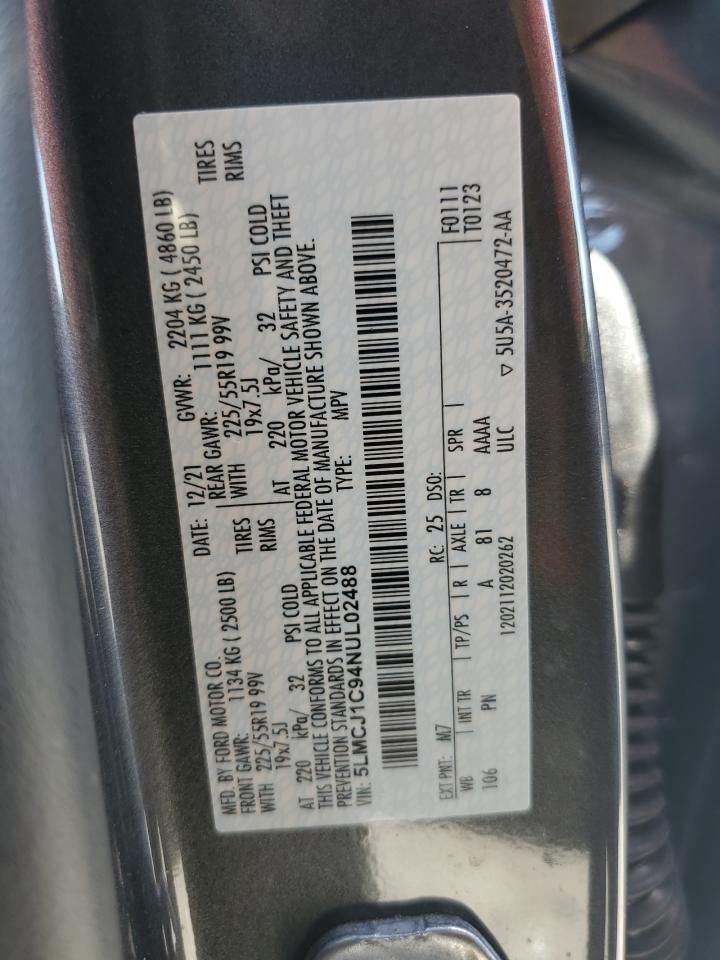 MFD. BY FORD MOTOR CO.
DATE: 12/21 GVWR: 2204 KG ( 4860 LB)
FRONT GAWR: 1134 KG ( 2500 LB)
REAR GAWR: 1111 KG ( 2450 LB)
WITH 225/55R19 99V TIRES
WITH 225/55R19 99V TIRES
19x7.5J RIMS
19x7.5J RIMS
AT 220 kPa/ 32 PSI COLD
AT 220 kPa/ 32 PSI COLD
THIS VEHICLE CONFORMS TO ALL APPLICABLE FEDERAL MOTOR VEHICLE SAFETY AND THEFT
PREVENTION STANDARDS IN EFFECT ON THE DATE OF MANUFACTURE SHOWN ABOVE.
VIN: 5LMCJ1C94NUL02488 TYPE: MPV
EXT PNT: M7 RC: 25 DSO: F0111
WB INT TR TP/PS R AXLE TR SPR T0123
106 PN A 81 8 AAAA
1202112020262 ULC ▽ 5U5A-3520472-AA